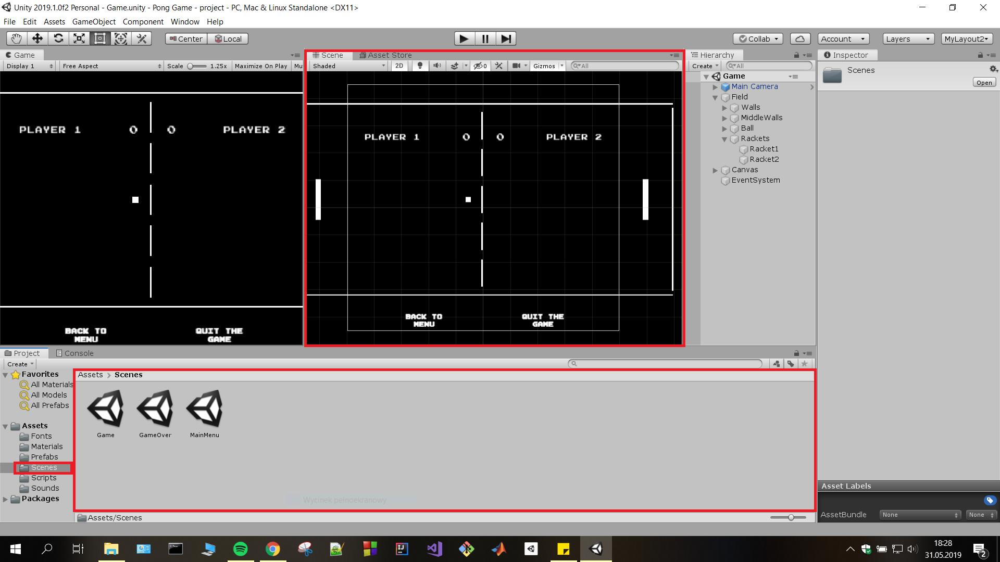 Unity 2019.1.0f2 Personal - Game.unity - Pong Game - project - PC, Mac & Linux Standalone <DX11>
File Edit Assets GameObject Component Window Help
Center Local Collab Account Layers MyLayout2
Game
Display 1 Free Aspect Scale 1.25x Maximize On Play Mu
PLAYER 1 0 0 PLAYER 2
BACK TO
MENU
QUIT THE
GAME
Scene Asset Store
Shaded 2D 0 Gizmos All
PLAYER 1 0 0 PLAYER 2
BACK TO
MENU
QUIT THE
GAME
Hierarchy
Create All
Game
Main Camera
Field
Walls
MiddleWalls
Ball
Rackets
Racket1
Racket2
Canvas
EventSystem
Inspector
Scenes
Open
Project Console
Create
Favorites
All Materials
All Models
All Prefabs
Assets
Fonts
Materials
Prefabs
Scenes
Scripts
Sounds
Packages
Assets > Scenes
Game GameOver MainMenu
Wycinek pełnoekranowy
Assets/Scenes
Asset Labels
AssetBundle None None
18:28
31.05.2019
2